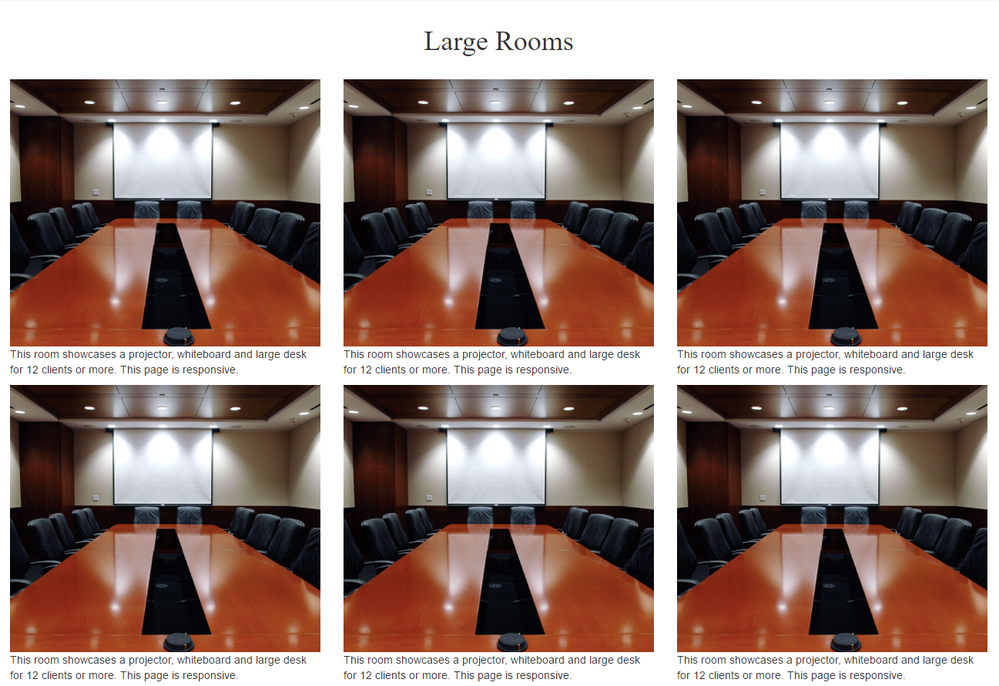 Large Rooms
This room showcases a projector, whiteboard and large desk
for 12 clients or more. This page is responsive.
This room showcases a projector, whiteboard and large desk
for 12 clients or more. This page is responsive.
This room showcases a projector, whiteboard and large desk
for 12 clients or more. This page is responsive.
This room showcases a projector, whiteboard and large desk
for 12 clients or more. This page is responsive.
This room showcases a projector, whiteboard and large desk
for 12 clients or more. This page is responsive.
This room showcases a projector, whiteboard and large desk
for 12 clients or more. This page is responsive.